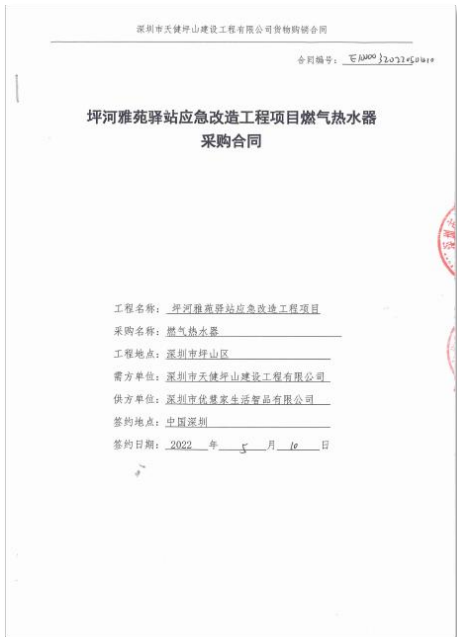 深圳市天健坪山建设工程有限公司货物购销合同
合同编号:
坪河雅苑驿站应急改造工程项目燃气热水器
采购合同
工程名称: 坪河雅苑驿站应急改造工程项目
采购名称: 燃气热水器
工程地点: 深圳市坪山区
需方单位: 深圳市天健坪山建设工程有限公司
供方单位: 深圳市优慧家生活智品有限公司
签约地点: 中国深圳
签约日期: 2022 年 5 月 10 日